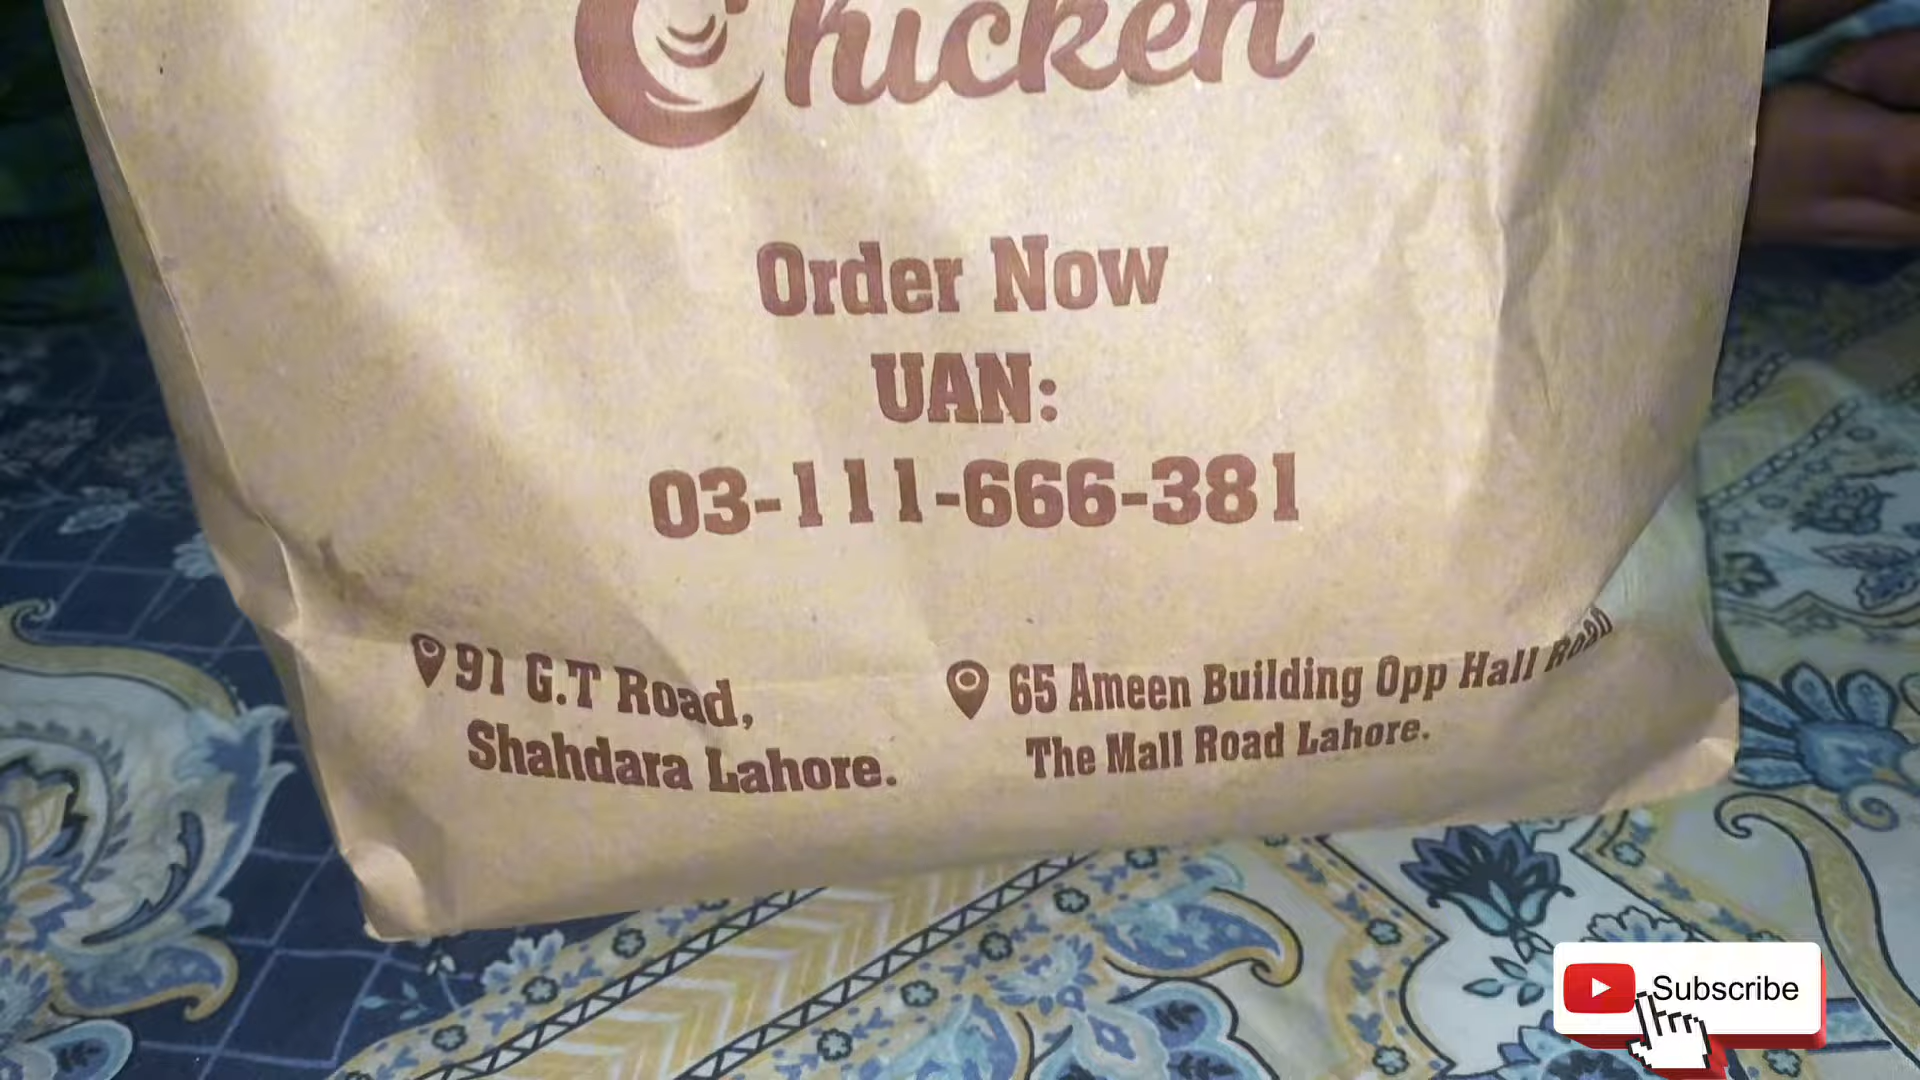 Chicken
Order Now
UAN:
03-111-666-381
91 G.T Road,
Shahdara Lahore.
65 Ameen Building Opp Hall Road
The Mall Road Lahore.
Subscribe